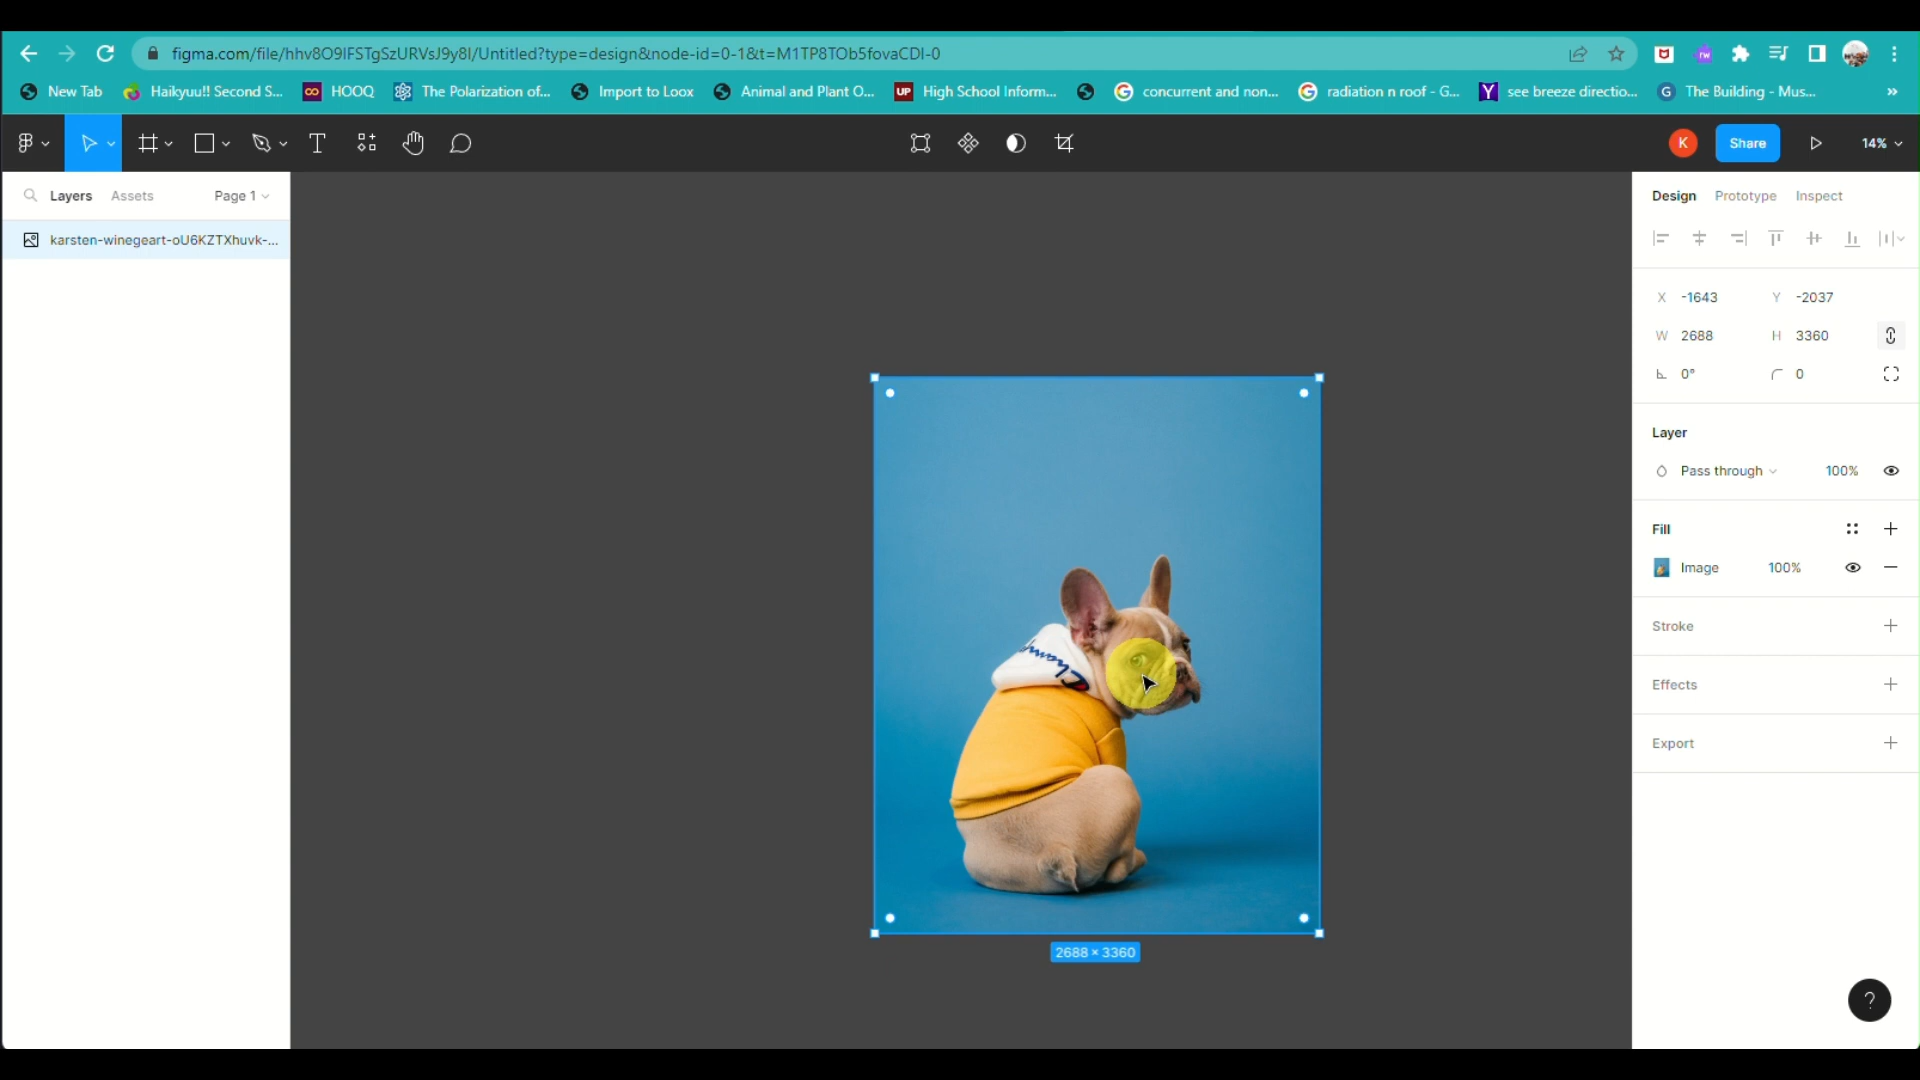 figma.com/file/hhv8O9IFSTgSzURVsJ9y8l/Untitled?type=design&node-id=0-1&t=M1TP8TOb5fovaCDI-0
New Tab Haikyuu!! Second S... HOOQ The Polarization of... Import to Loox Animal and Plant O... UP High School Inform... concurrent and non... radiation n roof - G... see breeze directio... The Building - Mus... »
K Share 14%
Layers Assets Page 1
karsten-winegeart-oU6KZTXhuvk-...
Design Prototype Inspect
X -1643 Y -2037
W 2688 H 3360
0° 0
Layer
Pass through 100%
Fill
Image 100%
Stroke
Effects
Export
Champion
2688 × 3360
?